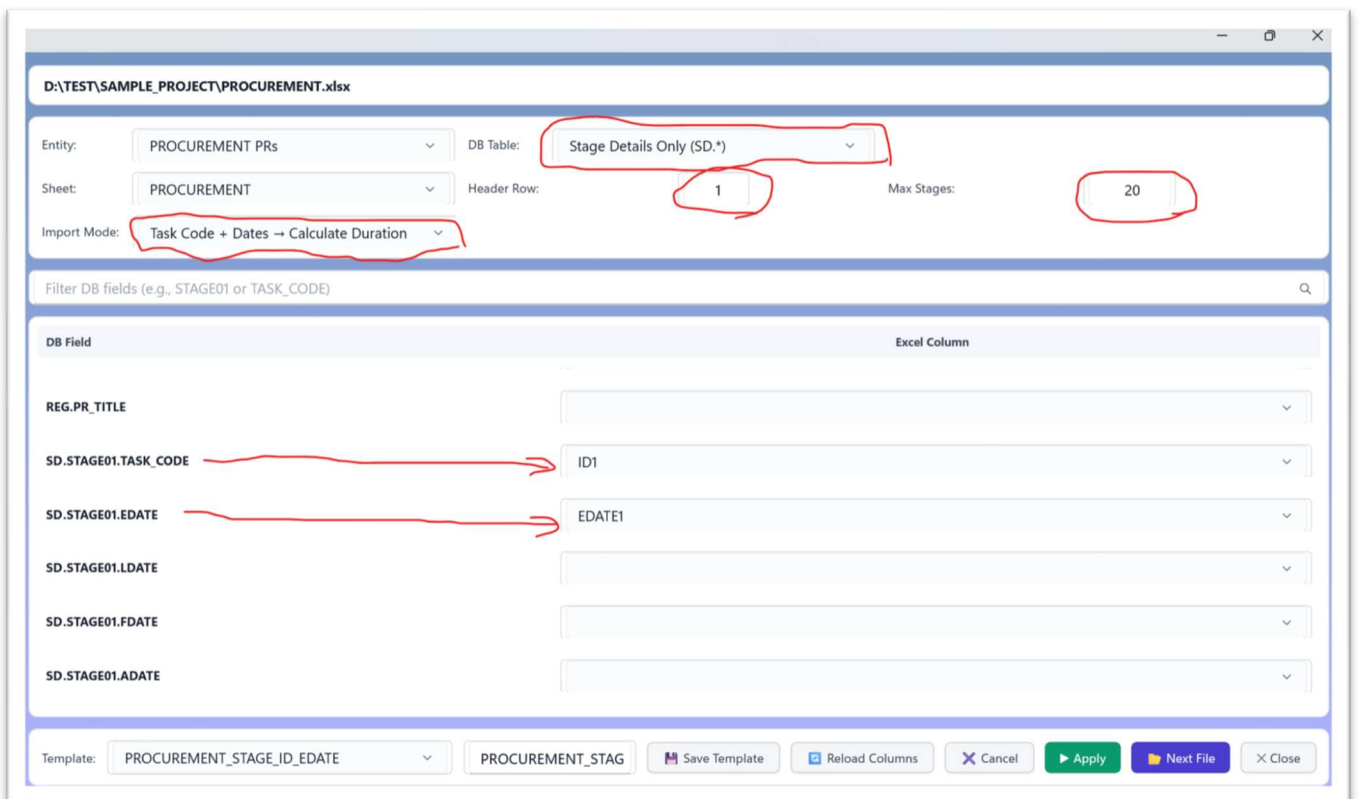 D:\TEST\SAMPLE_PROJECT\PROCUREMENT.xlsx
Entity: PROCUREMENT PRs DB Table: Stage Details Only (SD.*)
Sheet: PROCUREMENT Header Row: 1 Max Stages: 20
Import Mode: Task Code + Dates → Calculate Duration
Filter DB fields (e.g., STAGE01 or TASK_CODE)
DB Field Excel Column
REG.PR_TITLE
SD.STAGE01.TASK_CODE ID1
SD.STAGE01.EDATE EDATE1
SD.STAGE01.LDATE
SD.STAGE01.FDATE
SD.STAGE01.ADATE
Template: PROCUREMENT_STAGE_ID_EDATE PROCUREMENT_STAG Save Template Reload Columns Cancel Apply Next File Close